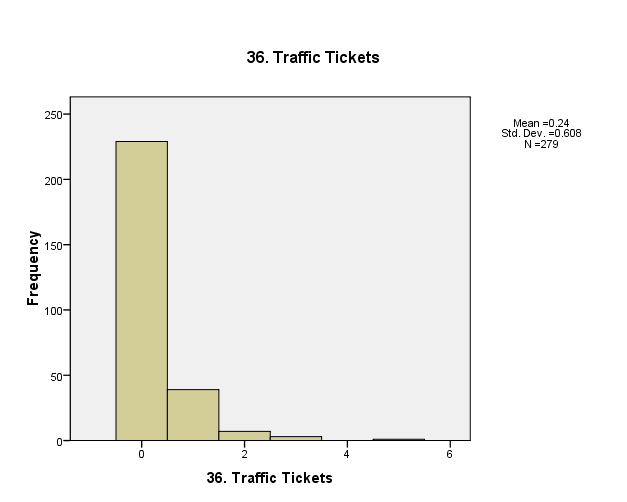 36. Traffic Tickets
Mean =0.24
Std. Dev. =0.608
N =279
250
200
150
100
50
0
Frequency
0 2 4 6
36. Traffic Tickets